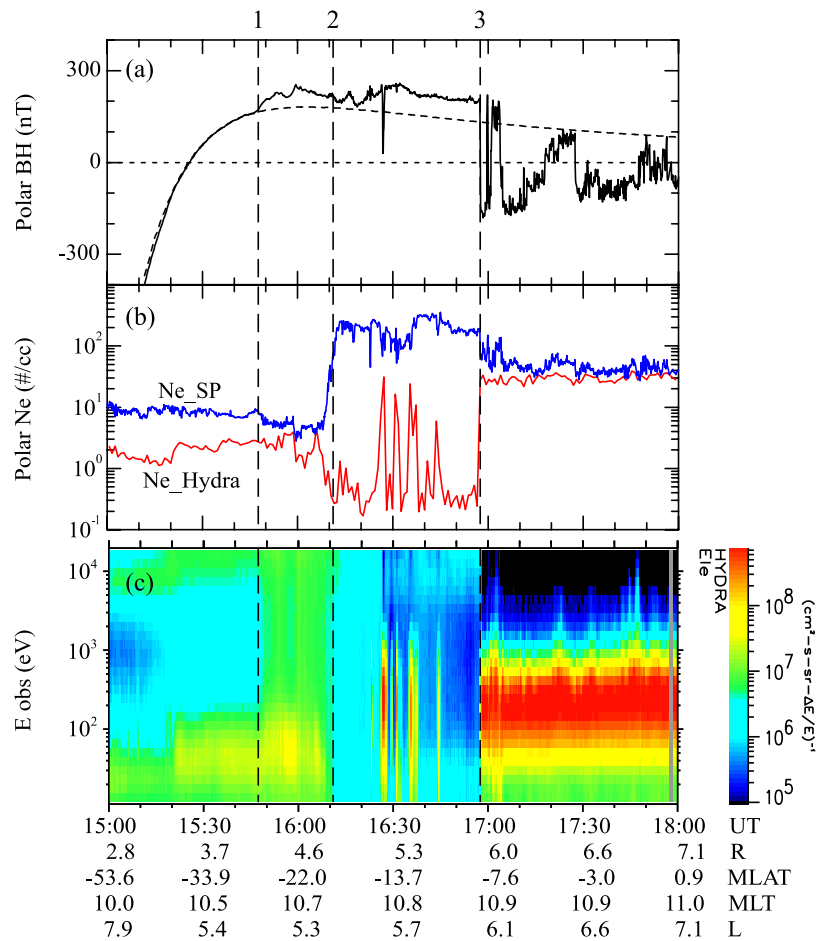 1 2 3
(a)
300
0
-300
Polar BH (nT)
(b)
10²
10¹
10⁰
10⁻¹
Polar Ne (#/cc)
Ne_SP
Ne_Hydra
(c)
10⁴
10³
10²
E obs (eV)
HYDRA
Ele
10⁸
10⁷
10⁶
10⁵
(cm²-s-sr-ΔE/E)⁻¹
15:00 15:30 16:00 16:30 17:00 17:30 18:00 UT
2.8 3.7 4.6 5.3 6.0 6.6 7.1 R
-53.6 -33.9 -22.0 -13.7 -7.6 -3.0 0.9 MLAT
10.0 10.5 10.7 10.8 10.9 10.9 11.0 MLT
7.9 5.4 5.3 5.7 6.1 6.6 7.1 L